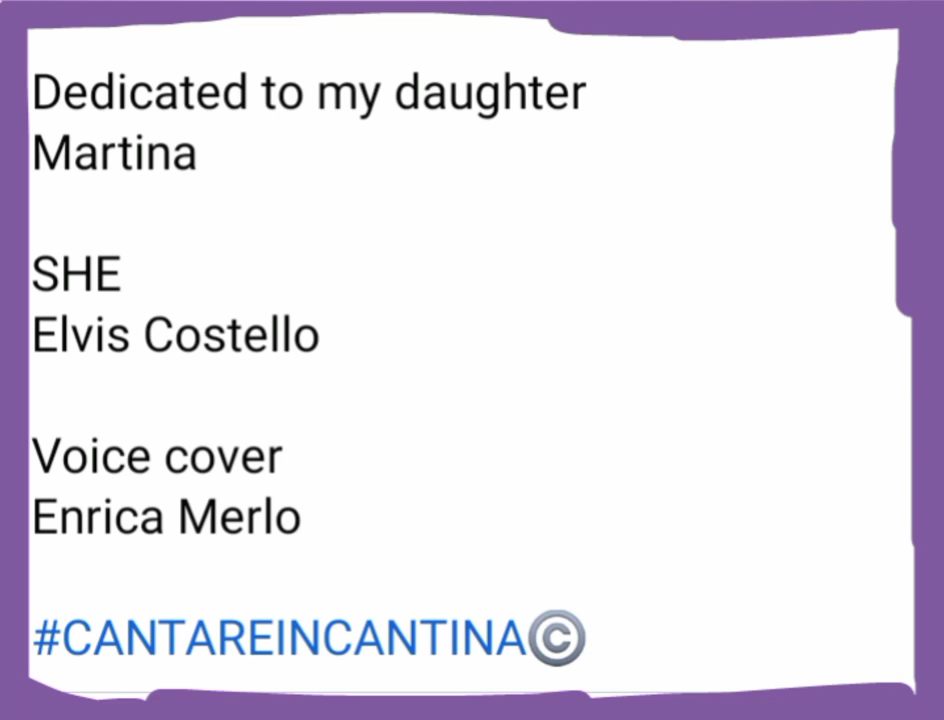 Dedicated to my daughter
Martina
SHE
Elvis Costello
Voice cover
Enrica Merlo
#CANTAREINCANTINA©